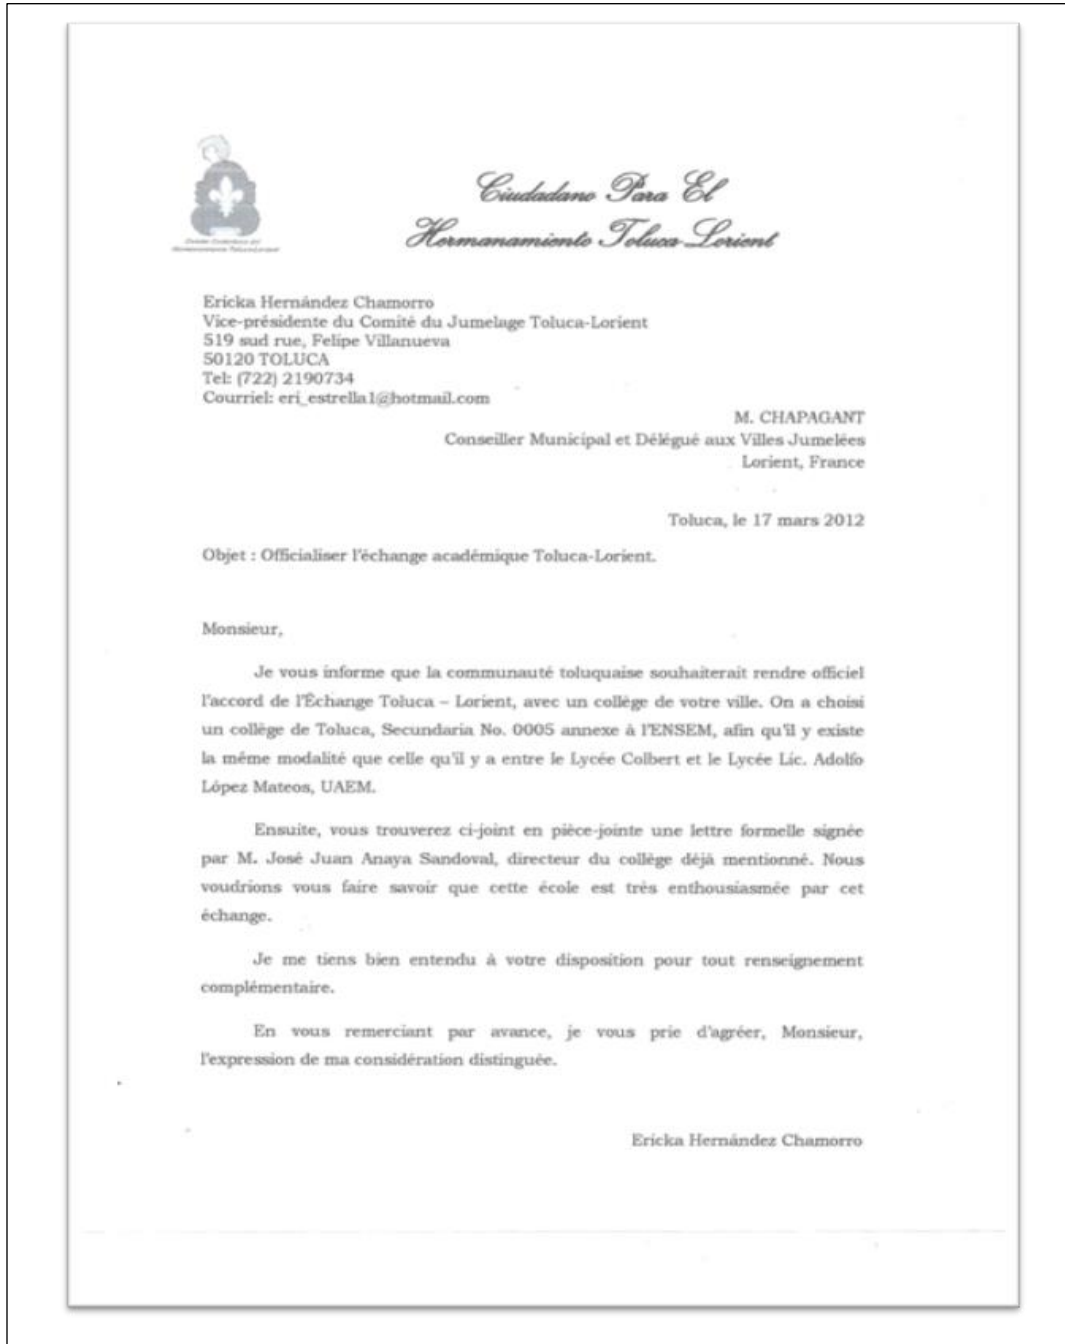 Ciudadano Para El
Hermanamiento Toluca Lorient
Hermanamiento Toluca-Lorient
Ericka Hernández Chamorro
Vice-présidente du Comité du Jumelage Toluca-Lorient
519 sud rue, Felipe Villanueva
50120 TOLUCA
Tel: (722) 2190734
Courriel: eri_estrella1@hotmail.com
M. CHAPAGANT
Conseiller Municipal et Délégué aux Villes Jumelées
Lorient, France
Toluca, le 17 mars 2012
Objet : Officialiser l'échange académique Toluca-Lorient.
Monsieur,
Je vous informe que la communauté toluquaise souhaiterait rendre officiel
l'accord de l'Échange Toluca – Lorient, avec un collège de votre ville. On a choisi
un collège de Toluca, Secundaria No. 0005 annexe à l'ENSEM, afin qu'il y existe
la même modalité que celle qu'il y a entre le Lycée Colbert et le Lycée Lic. Adolfo
López Mateos, UAEM.
Ensuite, vous trouverez ci-joint en pièce-jointe une lettre formelle signée
par M. José Juan Anaya Sandoval, directeur du collège déjà mentionné. Nous
voudrions vous faire savoir que cette école est très enthousiasmée par cet
échange.
Je me tiens bien entendu à votre disposition pour tout renseignement
complémentaire.
En vous remerciant par avance, je vous prie d'agréer, Monsieur,
l'expression de ma considération distinguée.
Ericka Hernández Chamorro